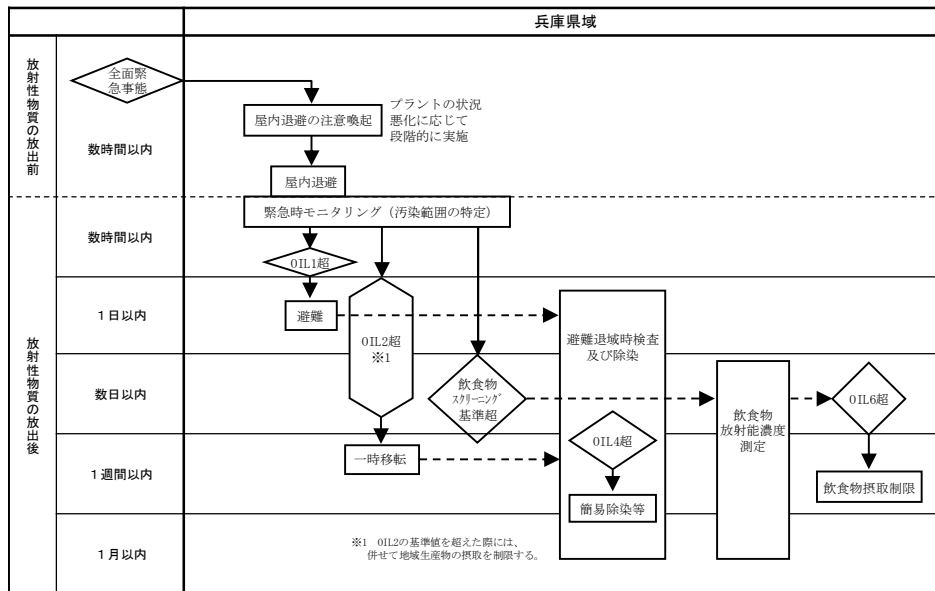 兵庫県域
放射性物質の放出前
数時間以内
全面緊
急事態
屋内退避の注意喚起
プラントの状況
悪化に応じて
段階的に実施
屋内退避
放射性物質の放出後
数時間以内
緊急時モニタリング（汚染範囲の特定）
OIL1超
1日以内
避難
OIL2超
※1
避難退域時検査
及び除染
数日以内
飲食物
スクリーニング
基準超
飲食物
放射能濃度
測定
OIL6超
OIL4超
1週間以内
一時移転
簡易除染等
飲食物摂取制限
1月以内
※1　OIL2の基準値を超えた際には、
併せて地域生産物の摂取を制限する。